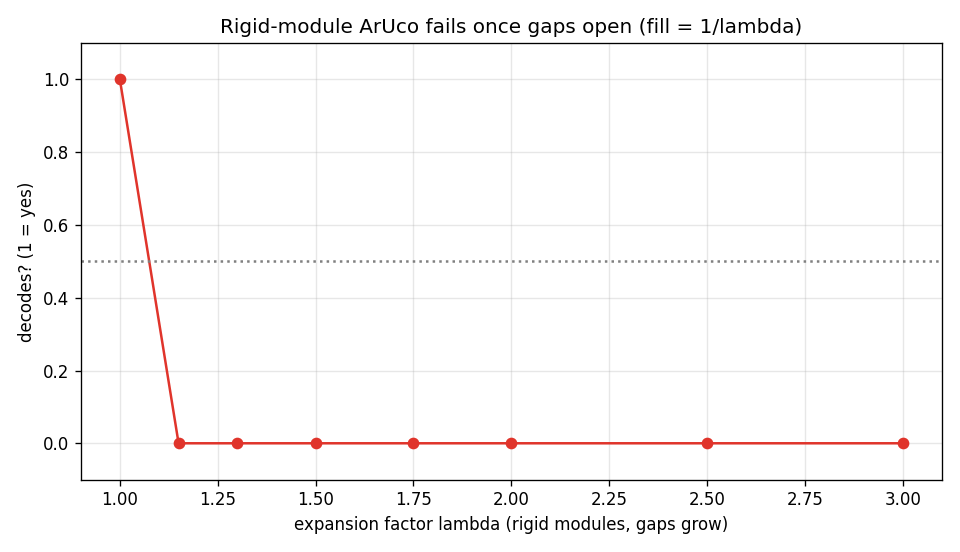 Rigid-module ArUco fails once gaps open (fill = 1/lambda)
decodes? (1 = yes)
1.0
0.8
0.6
0.4
0.2
0.0
1.00 1.25 1.50 1.75 2.00 2.25 2.50 2.75 3.00
expansion factor lambda (rigid modules, gaps grow)